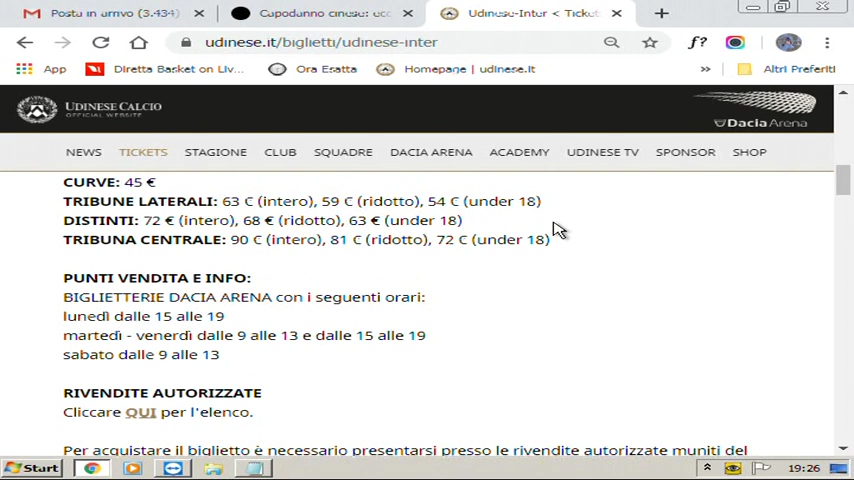 Posta in arrivo (3.434)
Capodanno cinese: ecc
Udinese-Inter < Ticket
udinese.it/biglietti/udinese-inter
f?
App
Diretta Basket on Liv...
Ora Esatta
Homepage | udinese.it
»
Altri Preferiti
UDINESE CALCIO
OFFICIAL WEBSITE
DaciaArena
NEWS TICKETS STAGIONE CLUB SQUADRE DACIA ARENA ACADEMY UDINESE TV SPONSOR SHOP
CURVE: 45 €
TRIBUNE LATERALI: 63 € (intero), 59 € (ridotto), 54 € (under 18)
DISTINTI: 72 € (intero), 68 € (ridotto), 63 € (under 18)
TRIBUNA CENTRALE: 90 € (intero), 81 € (ridotto), 72 € (under 18)
PUNTI VENDITA E INFO:
BIGLIETTERIE DACIA ARENA con i seguenti orari:
lunedì dalle 15 alle 19
martedì - venerdì dalle 9 alle 13 e dalle 15 alle 19
sabato dalle 9 alle 13
RIVENDITE AUTORIZZATE
Cliccare QUI per l'elenco.
Per acquistare il biglietto è necessario presentarsi presso le rivendite autorizzate muniti del
Start
19:26